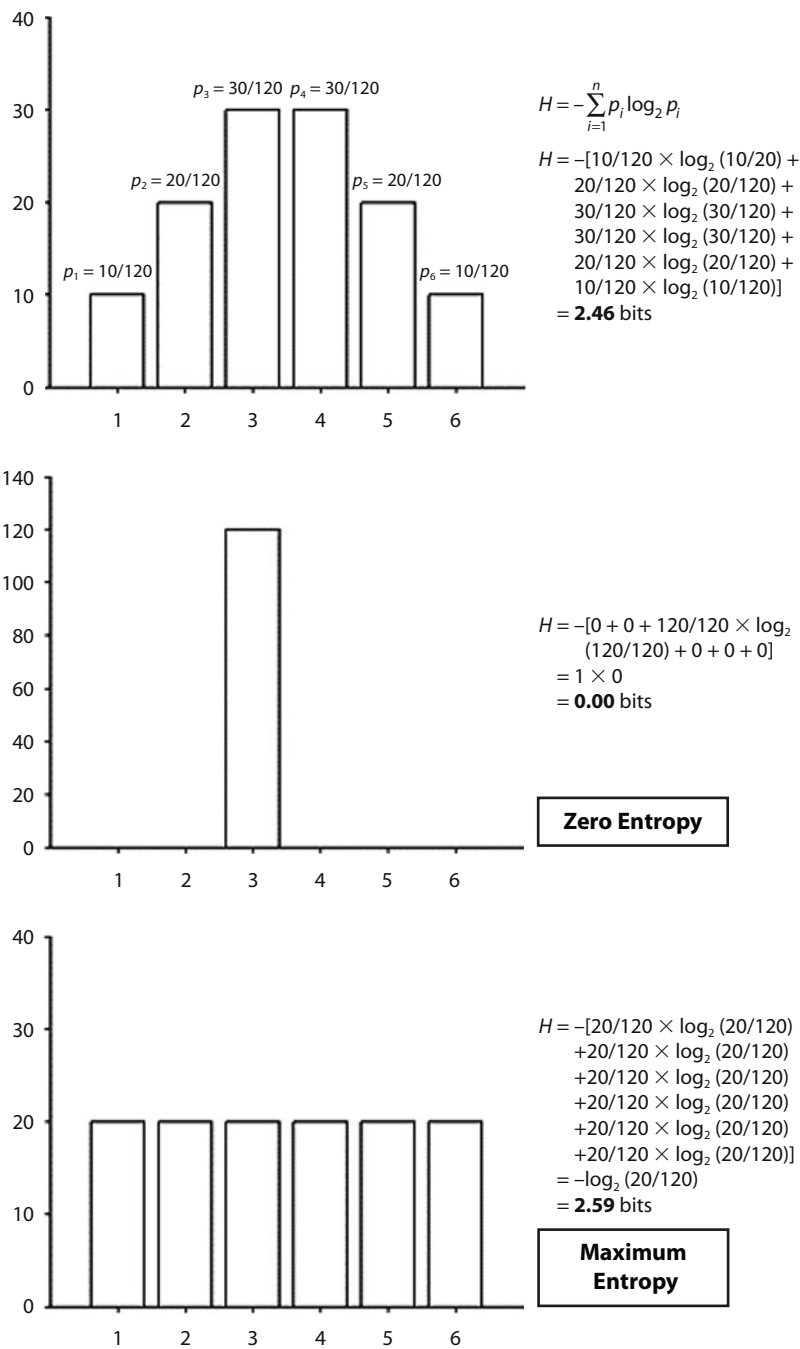 40
30
20
10
0
p₃ = 30/120 p₄ = 30/120
p₂ = 20/120
p₅ = 20/120
p₁ = 10/120
p₆ = 10/120
1 2 3 4 5 6
n
H = –∑ pᵢ log₂ pᵢ
i=1
H = –[10/120 × log₂ (10/20) +
20/120 × log₂ (20/120) +
30/120 × log₂ (30/120) +
30/120 × log₂ (30/120) +
20/120 × log₂ (20/120) +
10/120 × log₂ (10/120)]
= 2.46 bits
140
120
100
80
60
40
20
0
1 2 3 4 5 6
H = –[0 + 0 + 120/120 × log₂
(120/120) + 0 + 0 + 0]
= 1 × 0
= 0.00 bits
Zero Entropy
40
30
20
10
0
1 2 3 4 5 6
H = –[20/120 × log₂ (20/120)
+20/120 × log₂ (20/120)
+20/120 × log₂ (20/120)
+20/120 × log₂ (20/120)
+20/120 × log₂ (20/120)
+20/120 × log₂ (20/120)]
= –log₂ (20/120)
= 2.59 bits
Maximum
Entropy